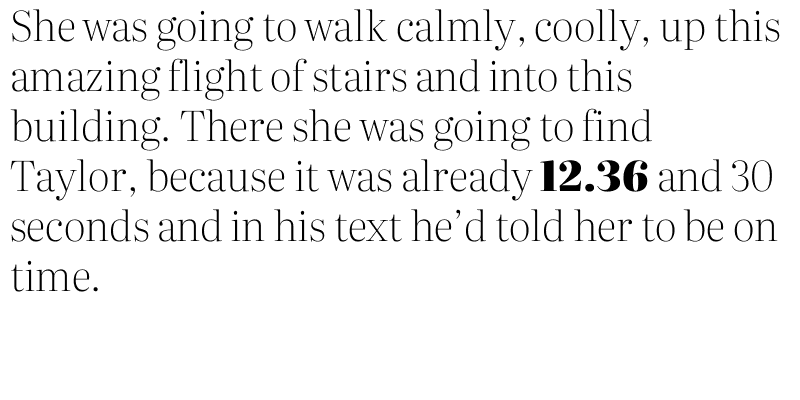 She was going to walk calmly, coolly, up this
amazing flight of stairs and into this
building. There she was going to find
Taylor, because it was already 12.36 and 30
seconds and in his text he’d told her to be on
time.